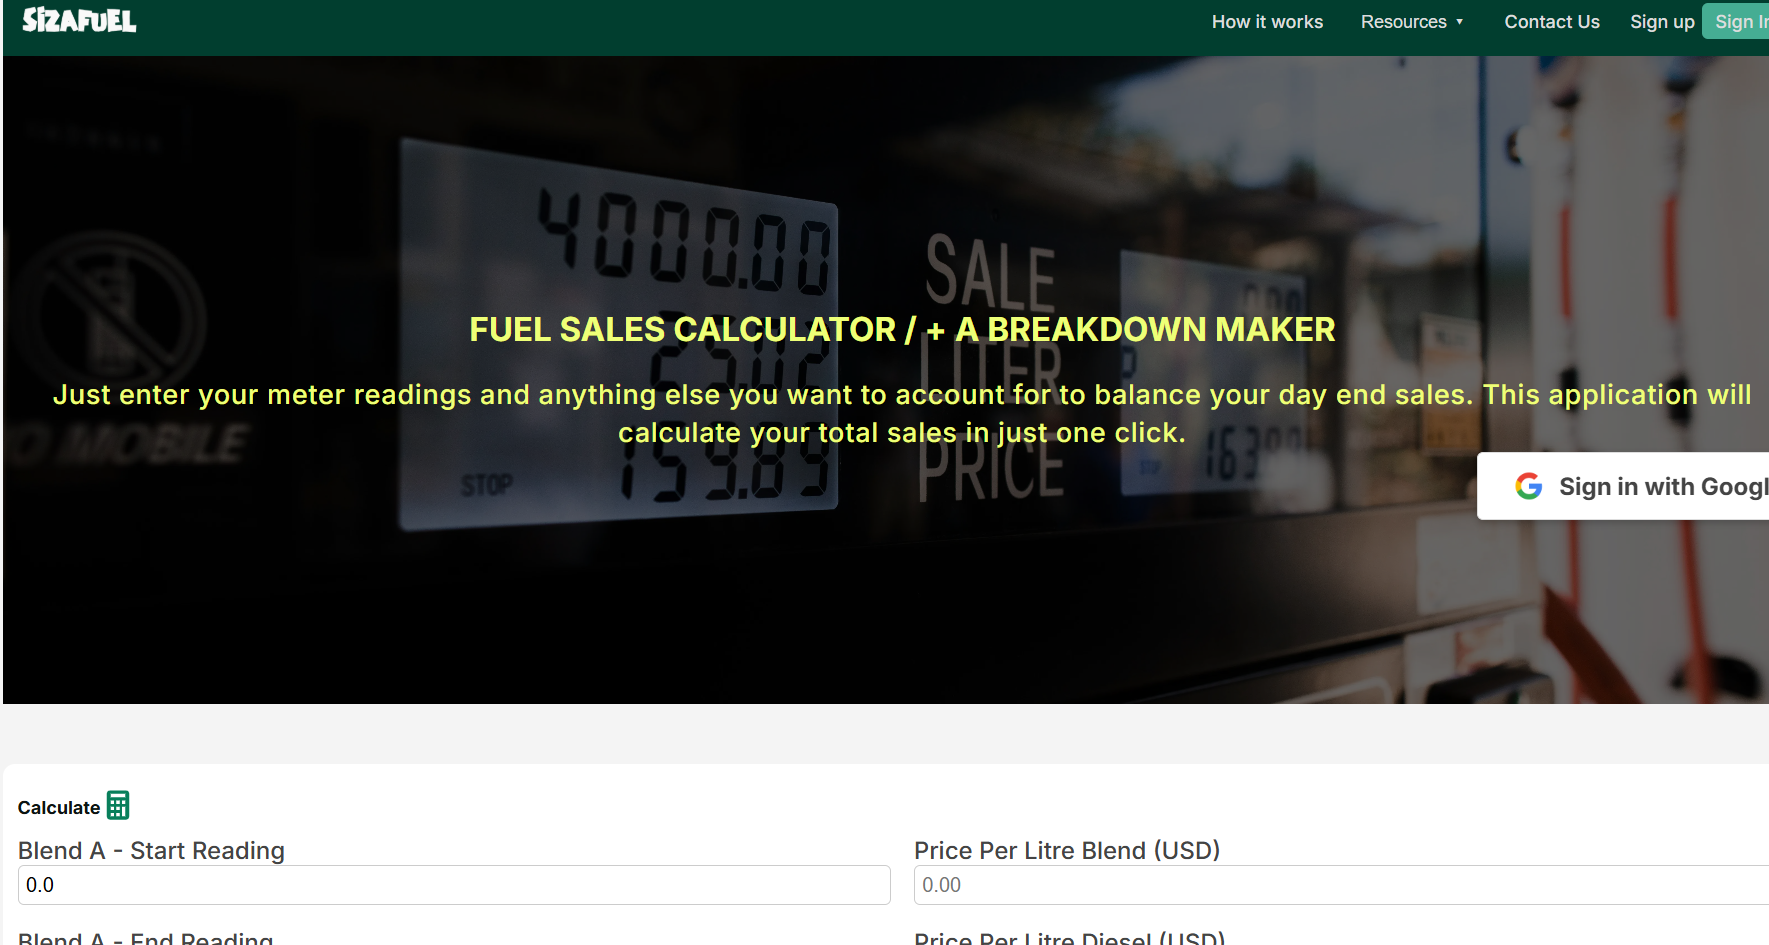 SIZAFUEL
How it works
Resources ▼
Contact Us
Sign up
Sign
4000.00
SALE
FUEL SALES CALCULATOR / + A BREAKDOWN MAKER
LITER
Just enter your meter readings and anything else you want to account for to balance your day end sales. This application will
calculate your total sales in just one click.
MOBILE
STOP
159.89
PRICE
Sign in with
Calculate
Blend A - Start Reading
0.0
Price Per Litre Blend (USD)
0.00
Blend A - End Reading
Price Per Litre Diesel (USD)